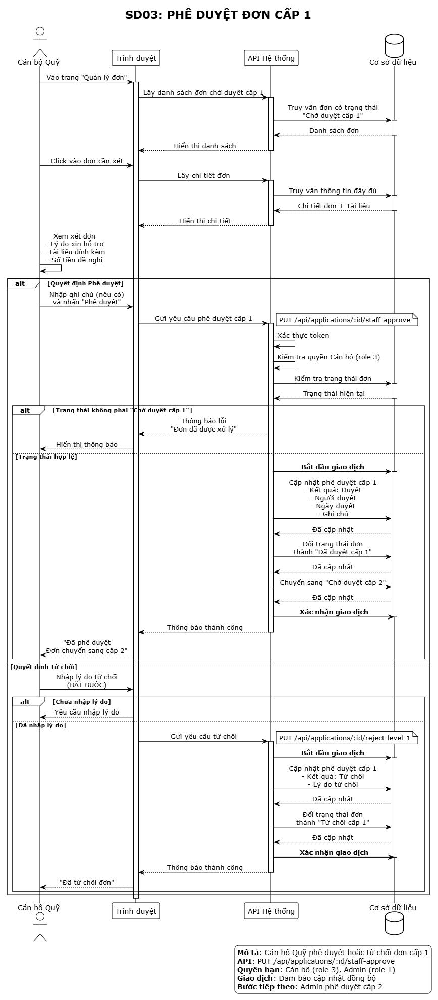 SD03: PHÊ DUYỆT ĐƠN CẤP 1
Cán bộ Quỹ
Trình duyệt
API Hệ thống
Cơ sở dữ liệu
Vào trang "Quản lý đơn"
Lấy danh sách đơn chờ duyệt cấp 1
Truy vấn đơn có trạng thái
"Chờ duyệt cấp 1"
Danh sách đơn
Hiển thị danh sách
Click vào đơn cần xét
Lấy chi tiết đơn
Truy vấn thông tin đầy đủ
Chi tiết đơn + Tài liệu
Hiển thị chi tiết
Xem xét đơn
- Lý do xin hỗ trợ
- Tài liệu đính kèm
- Số tiền đề nghị
alt
[Quyết định Phê duyệt]
Nhập ghi chú (nếu có)
và nhấn "Phê duyệt"
Gửi yêu cầu phê duyệt cấp 1
PUT /api/applications/:id/staff-approve
Xác thực token
Kiểm tra quyền Cán bộ (role 3)
Kiểm tra trạng thái đơn
Trạng thái hiện tại
alt
[Trạng thái không phải "Chờ duyệt cấp 1"]
Thông báo lỗi
"Đơn đã được xử lý"
Hiển thị thông báo
[Trạng thái hợp lệ]
Bắt đầu giao dịch
Cập nhật phê duyệt cấp 1
- Kết quả: Duyệt
- Người duyệt
- Ngày duyệt
- Ghi chú
Đã cập nhật
Đổi trạng thái đơn
thành "Đã duyệt cấp 1"
Đã cập nhật
Chuyển sang "Chờ duyệt cấp 2"
Đã cập nhật
Xác nhận giao dịch
Thông báo thành công
"Đã phê duyệt
Đơn chuyển sang cấp 2"
[Quyết định Từ chối]
Nhập lý do từ chối
(BẮT BUỘC)
alt
[Chưa nhập lý do]
Yêu cầu nhập lý do
[Đã nhập lý do]
Gửi yêu cầu từ chối
PUT /api/applications/:id/reject-level-1
Bắt đầu giao dịch
Cập nhật phê duyệt cấp 1
- Kết quả: Từ chối
- Lý do từ chối
Đã cập nhật
Đổi trạng thái đơn
thành "Từ chối cấp 1"
Đã cập nhật
Xác nhận giao dịch
Thông báo thành công
"Đã từ chối đơn"
Cán bộ Quỹ
Trình duyệt
API Hệ thống
Cơ sở dữ liệu
Mô tả: Cán bộ Quỹ phê duyệt hoặc từ chối đơn cấp 1
API: PUT /api/applications/:id/staff-approve
Quyền hạn: Cán bộ (role 3), Admin (role 1)
Giao dịch: Đảm bảo cập nhật đồng bộ
Bước tiếp theo: Admin phê duyệt cấp 2